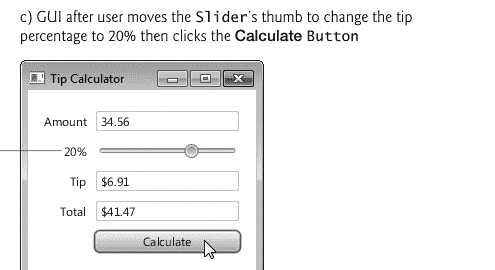 c) GUI after user moves the Slider's thumb to change the tip
percentage to 20% then clicks the Calculate Button
Tip Calculator
Amount 34.56
20%
Tip $6.91
Total $41.47
Calculate